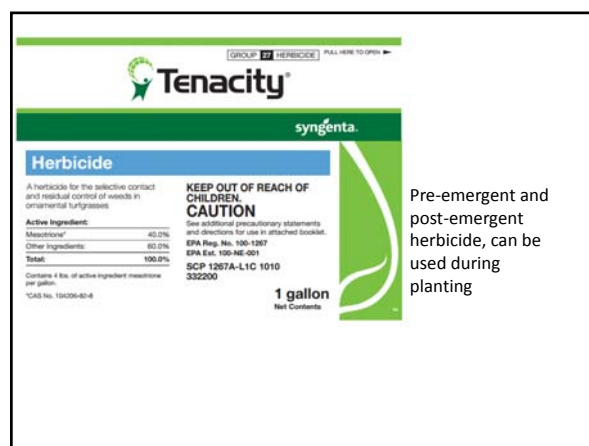 GROUP 27 HERBICIDE PULL HERE TO OPEN
Tenacity®
syngenta.
Herbicide
A herbicide for the selective contact
and residual control of weeds in
ornamental turfgrasses
Active Ingredient:
Mesotrione* 40.0%
Other Ingredients: 60.0%
Total: 100.0%
Contains 4 lbs. of active ingredient mesotrione
per gallon.
*CAS No. 104206-82-8
KEEP OUT OF REACH OF
CHILDREN.
CAUTION
See additional precautionary statements
and directions for use in attached booklet.
EPA Reg. No. 100-1267
EPA Est. 100-NE-001
SCP 1267A-L1C 1010
332200
1 gallon
Net Contents
Pre-emergent and
post-emergent
herbicide, can be
used during
planting